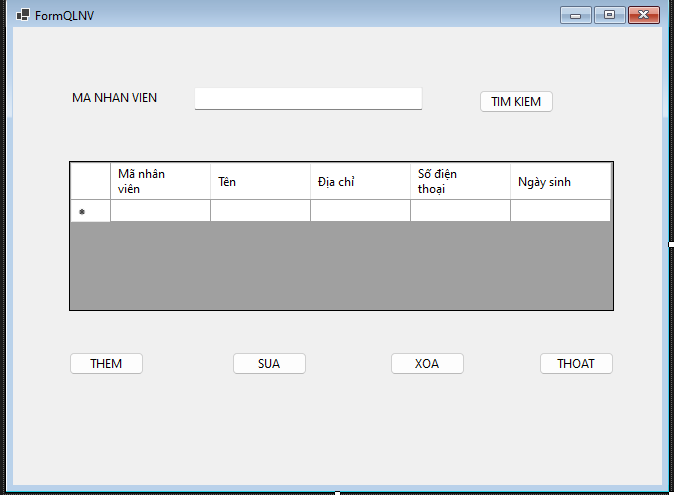 FormQLNV
MA NHAN VIEN
TIM KIEM
Mã nhân
viên
Tên
Địa chỉ
Số điện
thoại
Ngày sinh
THEM
SUA
XOA
THOAT